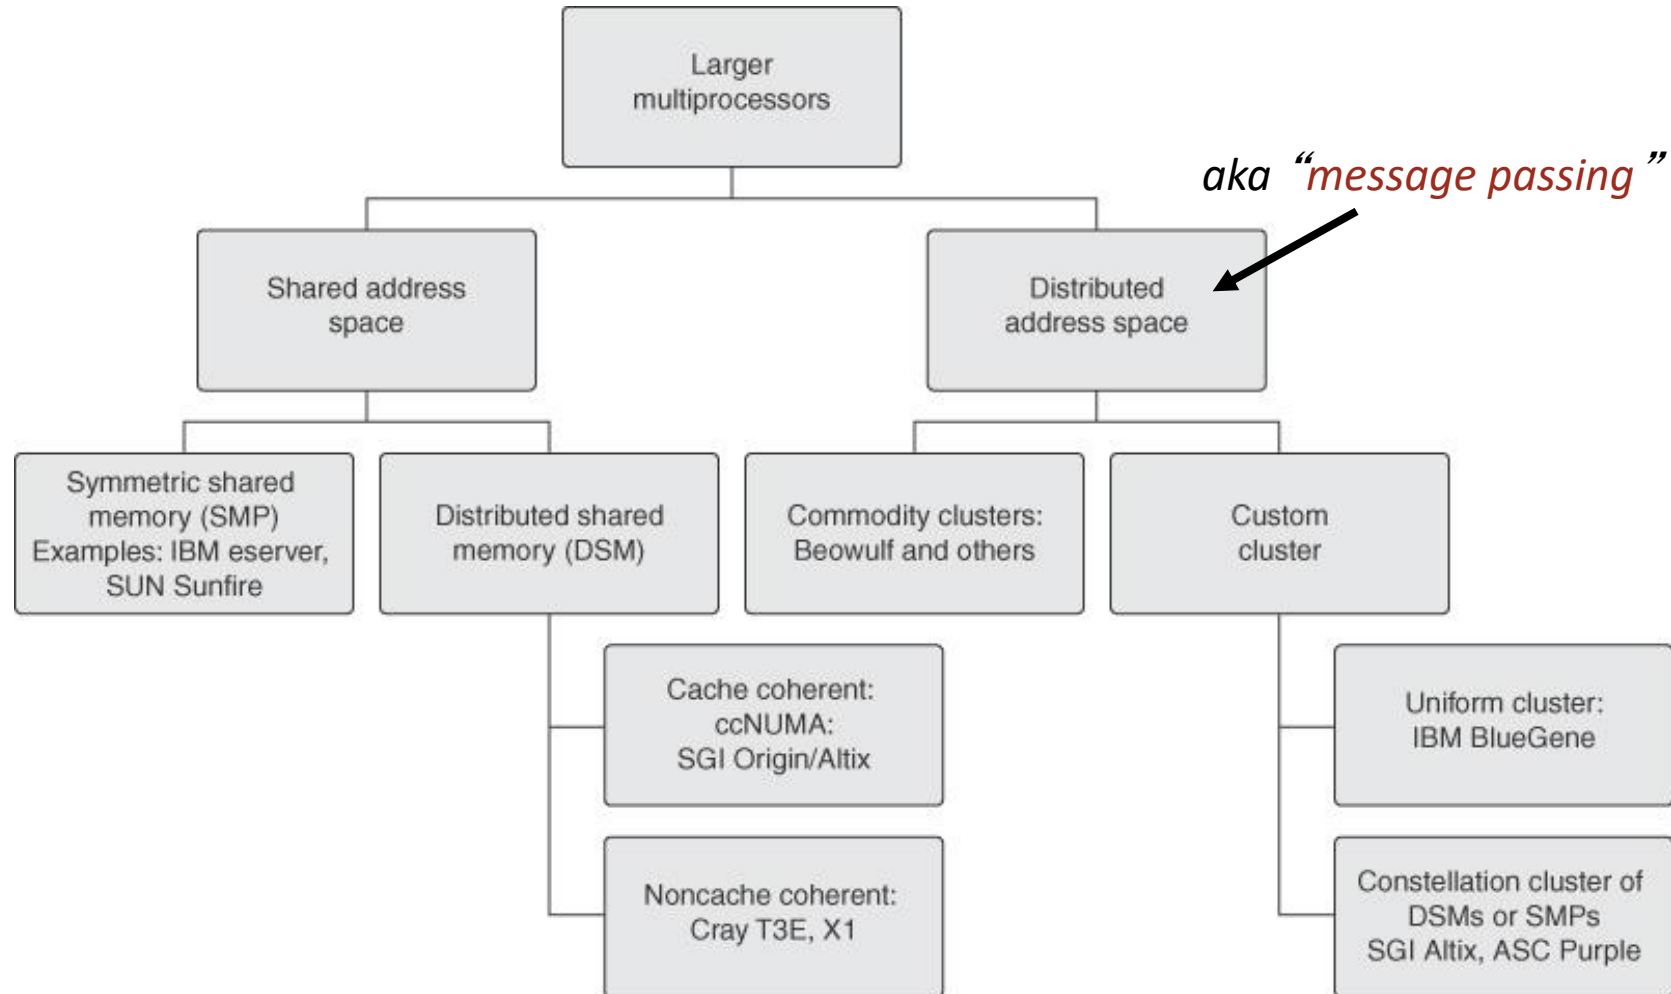 Larger
multiprocessors
aka “message passing”
Shared address
space
Distributed
address space
Symmetric shared
memory (SMP)
Examples: IBM eserver,
SUN Sunfire
Distributed shared
memory (DSM)
Commodity clusters:
Beowulf and others
Custom
cluster
Cache coherent:
ccNUMA:
SGI Origin/Altix
Uniform cluster:
IBM BlueGene
Noncache coherent:
Cray T3E, X1
Constellation cluster of
DSMs or SMPs
SGI Altix, ASC Purple